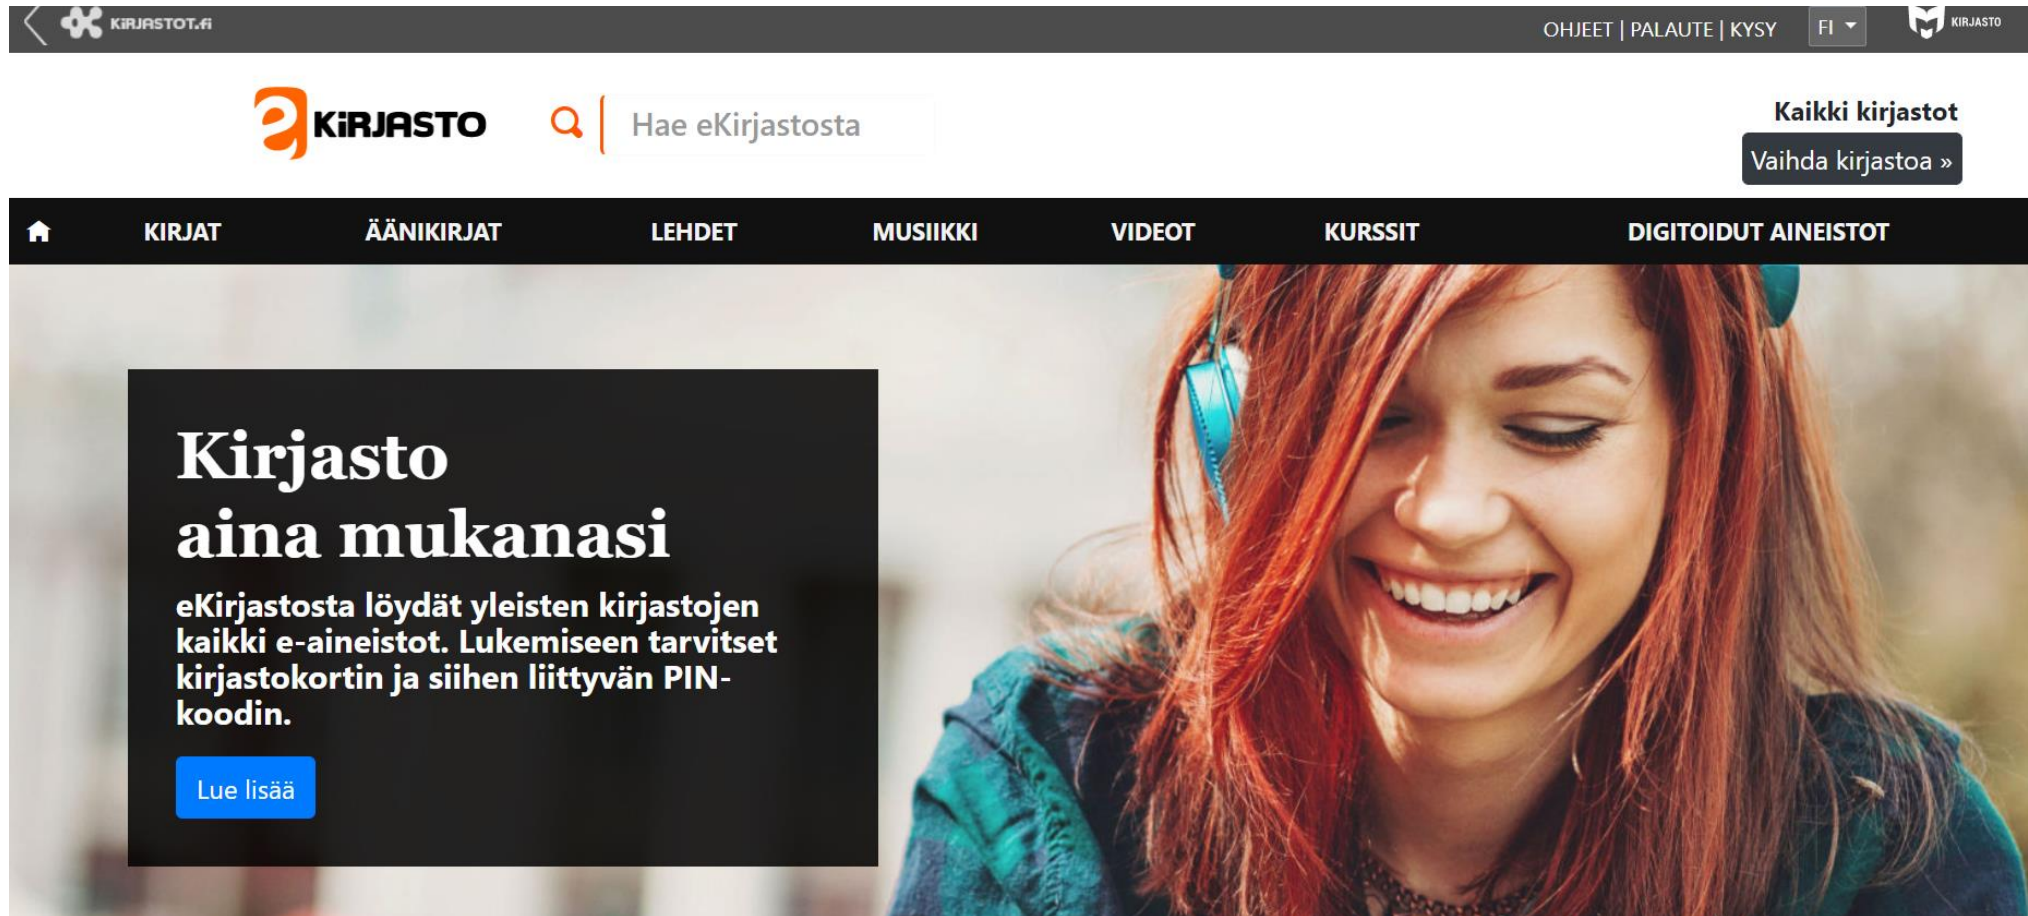 KiRJASTOT.fi
OHJEET | PALAUTE | KYSY
FI
KIRJASTO
eKiRJASTO
Hae eKirjastosta
Kaikki kirjastot
Vaihda kirjastoa »
KIRJAT
ÄÄNIKIRJAT
LEHDET
MUSIIKKI
VIDEOT
KURSSIT
DIGITOIDUT AINEISTOT
Kirjasto
aina mukanasi
eKirjastosta löydät yleisten kirjastojen
kaikki e-aineistot. Lukemiseen tarvitset
kirjastokortin ja siihen liittyvän PIN-
koodin.
Lue lisää